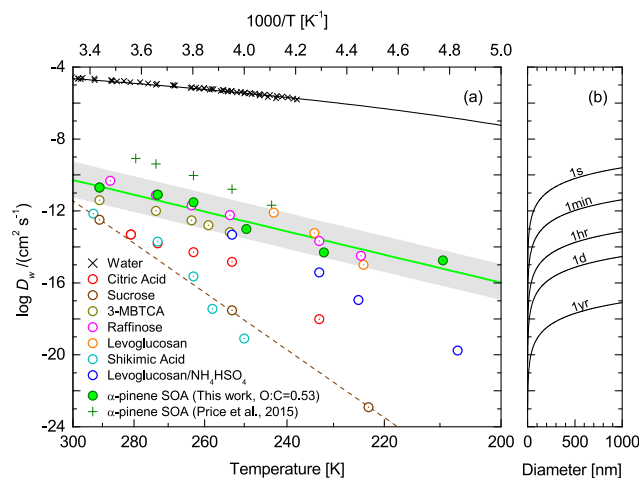 1000/T [K⁻¹]
3.4 3.6 3.8 4.0 4.2 4.4 4.6 4.8 5.0
-4
-8
-12
-16
-20
-24
log D_w /(cm² s⁻¹)
(a)
Water
Citric Acid
Sucrose
3-MBTCA
Raffinose
Levoglucosan
Shikimic Acid
Levoglucosan/NH₄HSO₄
α-pinene SOA (This work, O:C=0.53)
α-pinene SOA (Price et al., 2015)
300 280 260 240 220 200
Temperature [K]
(b)
1s
1min
1hr
1d
1yr
0 500 1000
Diameter [nm]